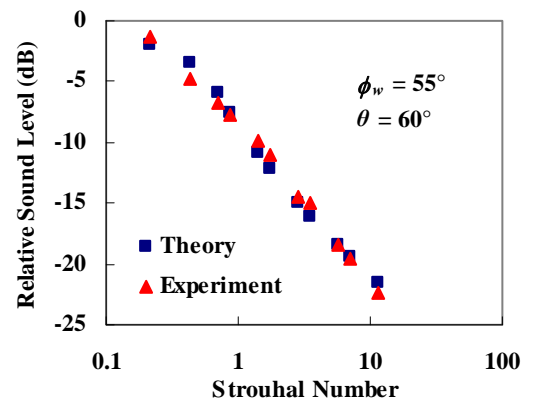 Relative Sound Level (dB)
0
-5
-10
-15
-20
-25
ϕw = 55°
θ = 60°
Theory
Experiment
0.1
1
10
100
Strouhal Number